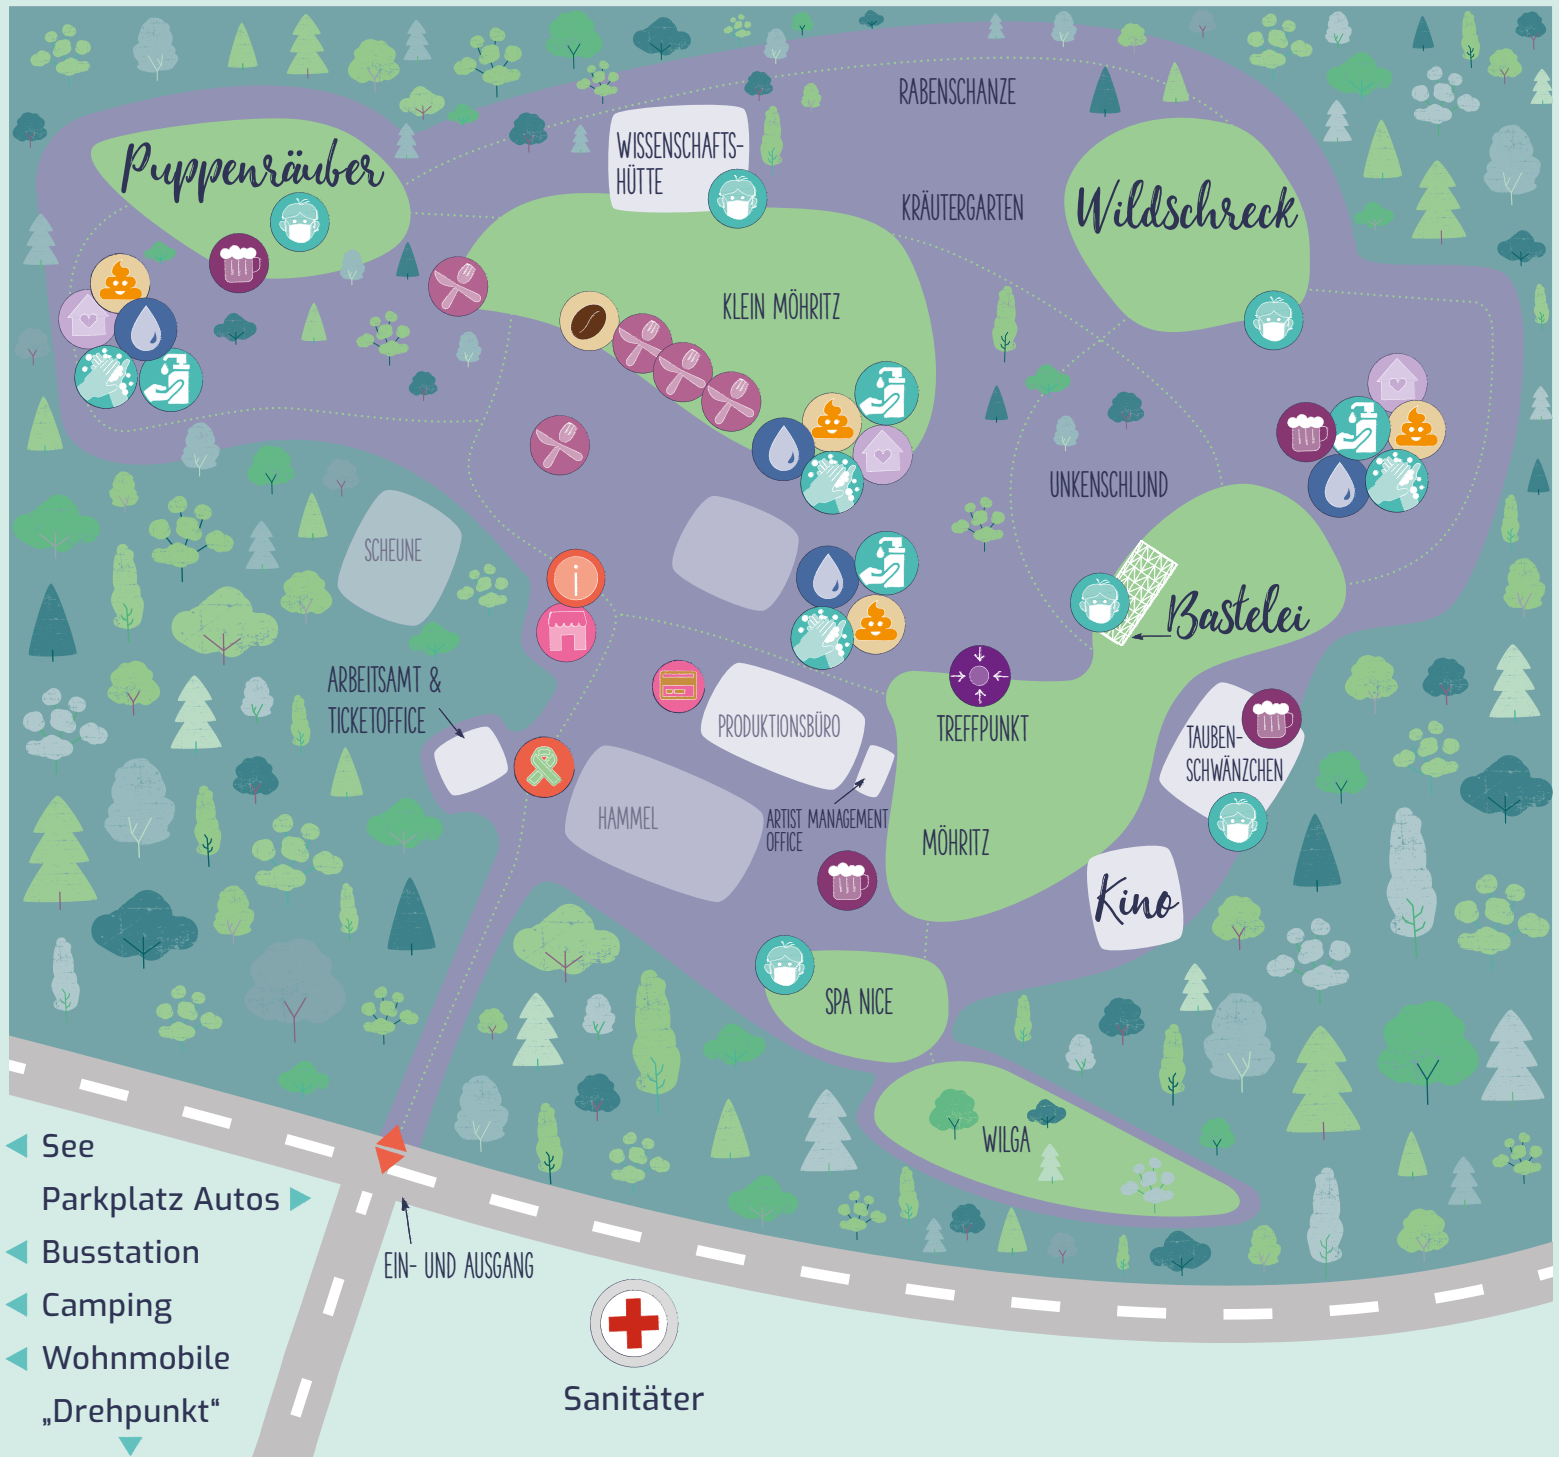 RABENSCHANZE
WISSENSCHAFTS-
HÜTTE
Puppenräuber
KRÄUTERGARTEN
Wildschreck
KLEIN MÖHRITZ
UNKENSCHLUND
SCHEUNE
i
Bastelei
ARBEITSAMT &
TICKETOFFICE
PRODUKTIONSBÜRO
TREFFPUNKT
TAUBEN-
SCHWÄNZCHEN
HAMMEL
ARTIST MANAGEMENT
OFFICE
MÖHRITZ
Kino
SPA NICE
WILGA
See
Parkplatz Autos
Busstation
Camping
Wohnmobile
„Drehpunkt“
EIN- UND AUSGANG
Sanitäter